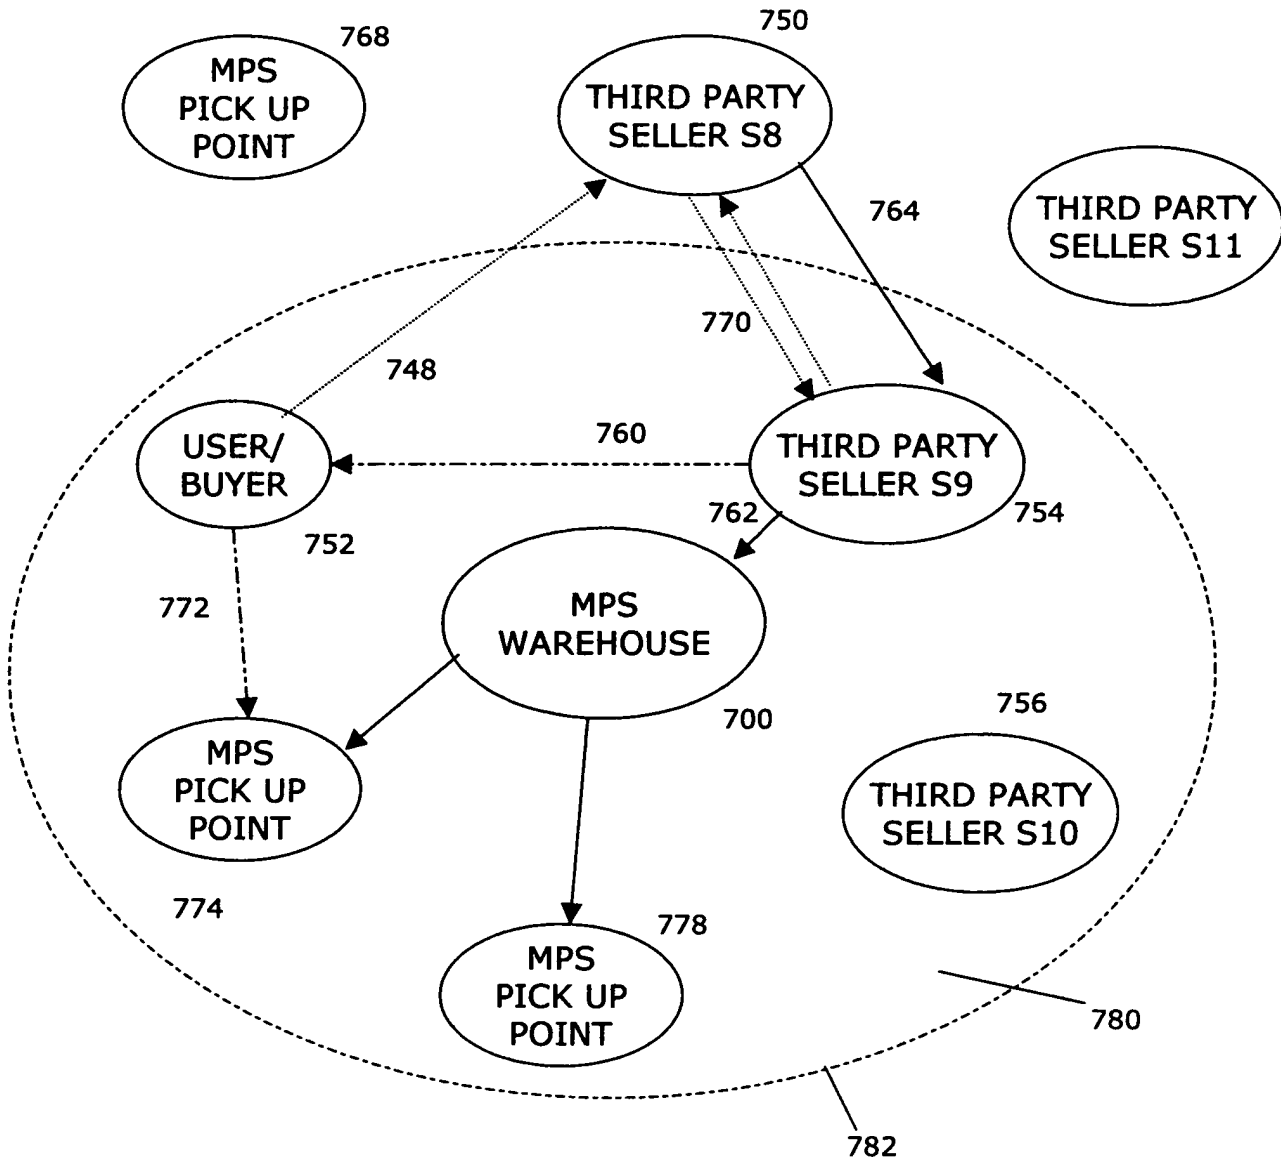 750
768
MPS
PICK UP
POINT
THIRD PARTY
SELLER S8
764
THIRD PARTY
SELLER S11
770
748
760
USER/
BUYER
THIRD PARTY
SELLER S9
762
754
752
772
MPS
WAREHOUSE
700
756
MPS
PICK UP
POINT
THIRD PARTY
SELLER S10
774
778
MPS
PICK UP
POINT
780
782